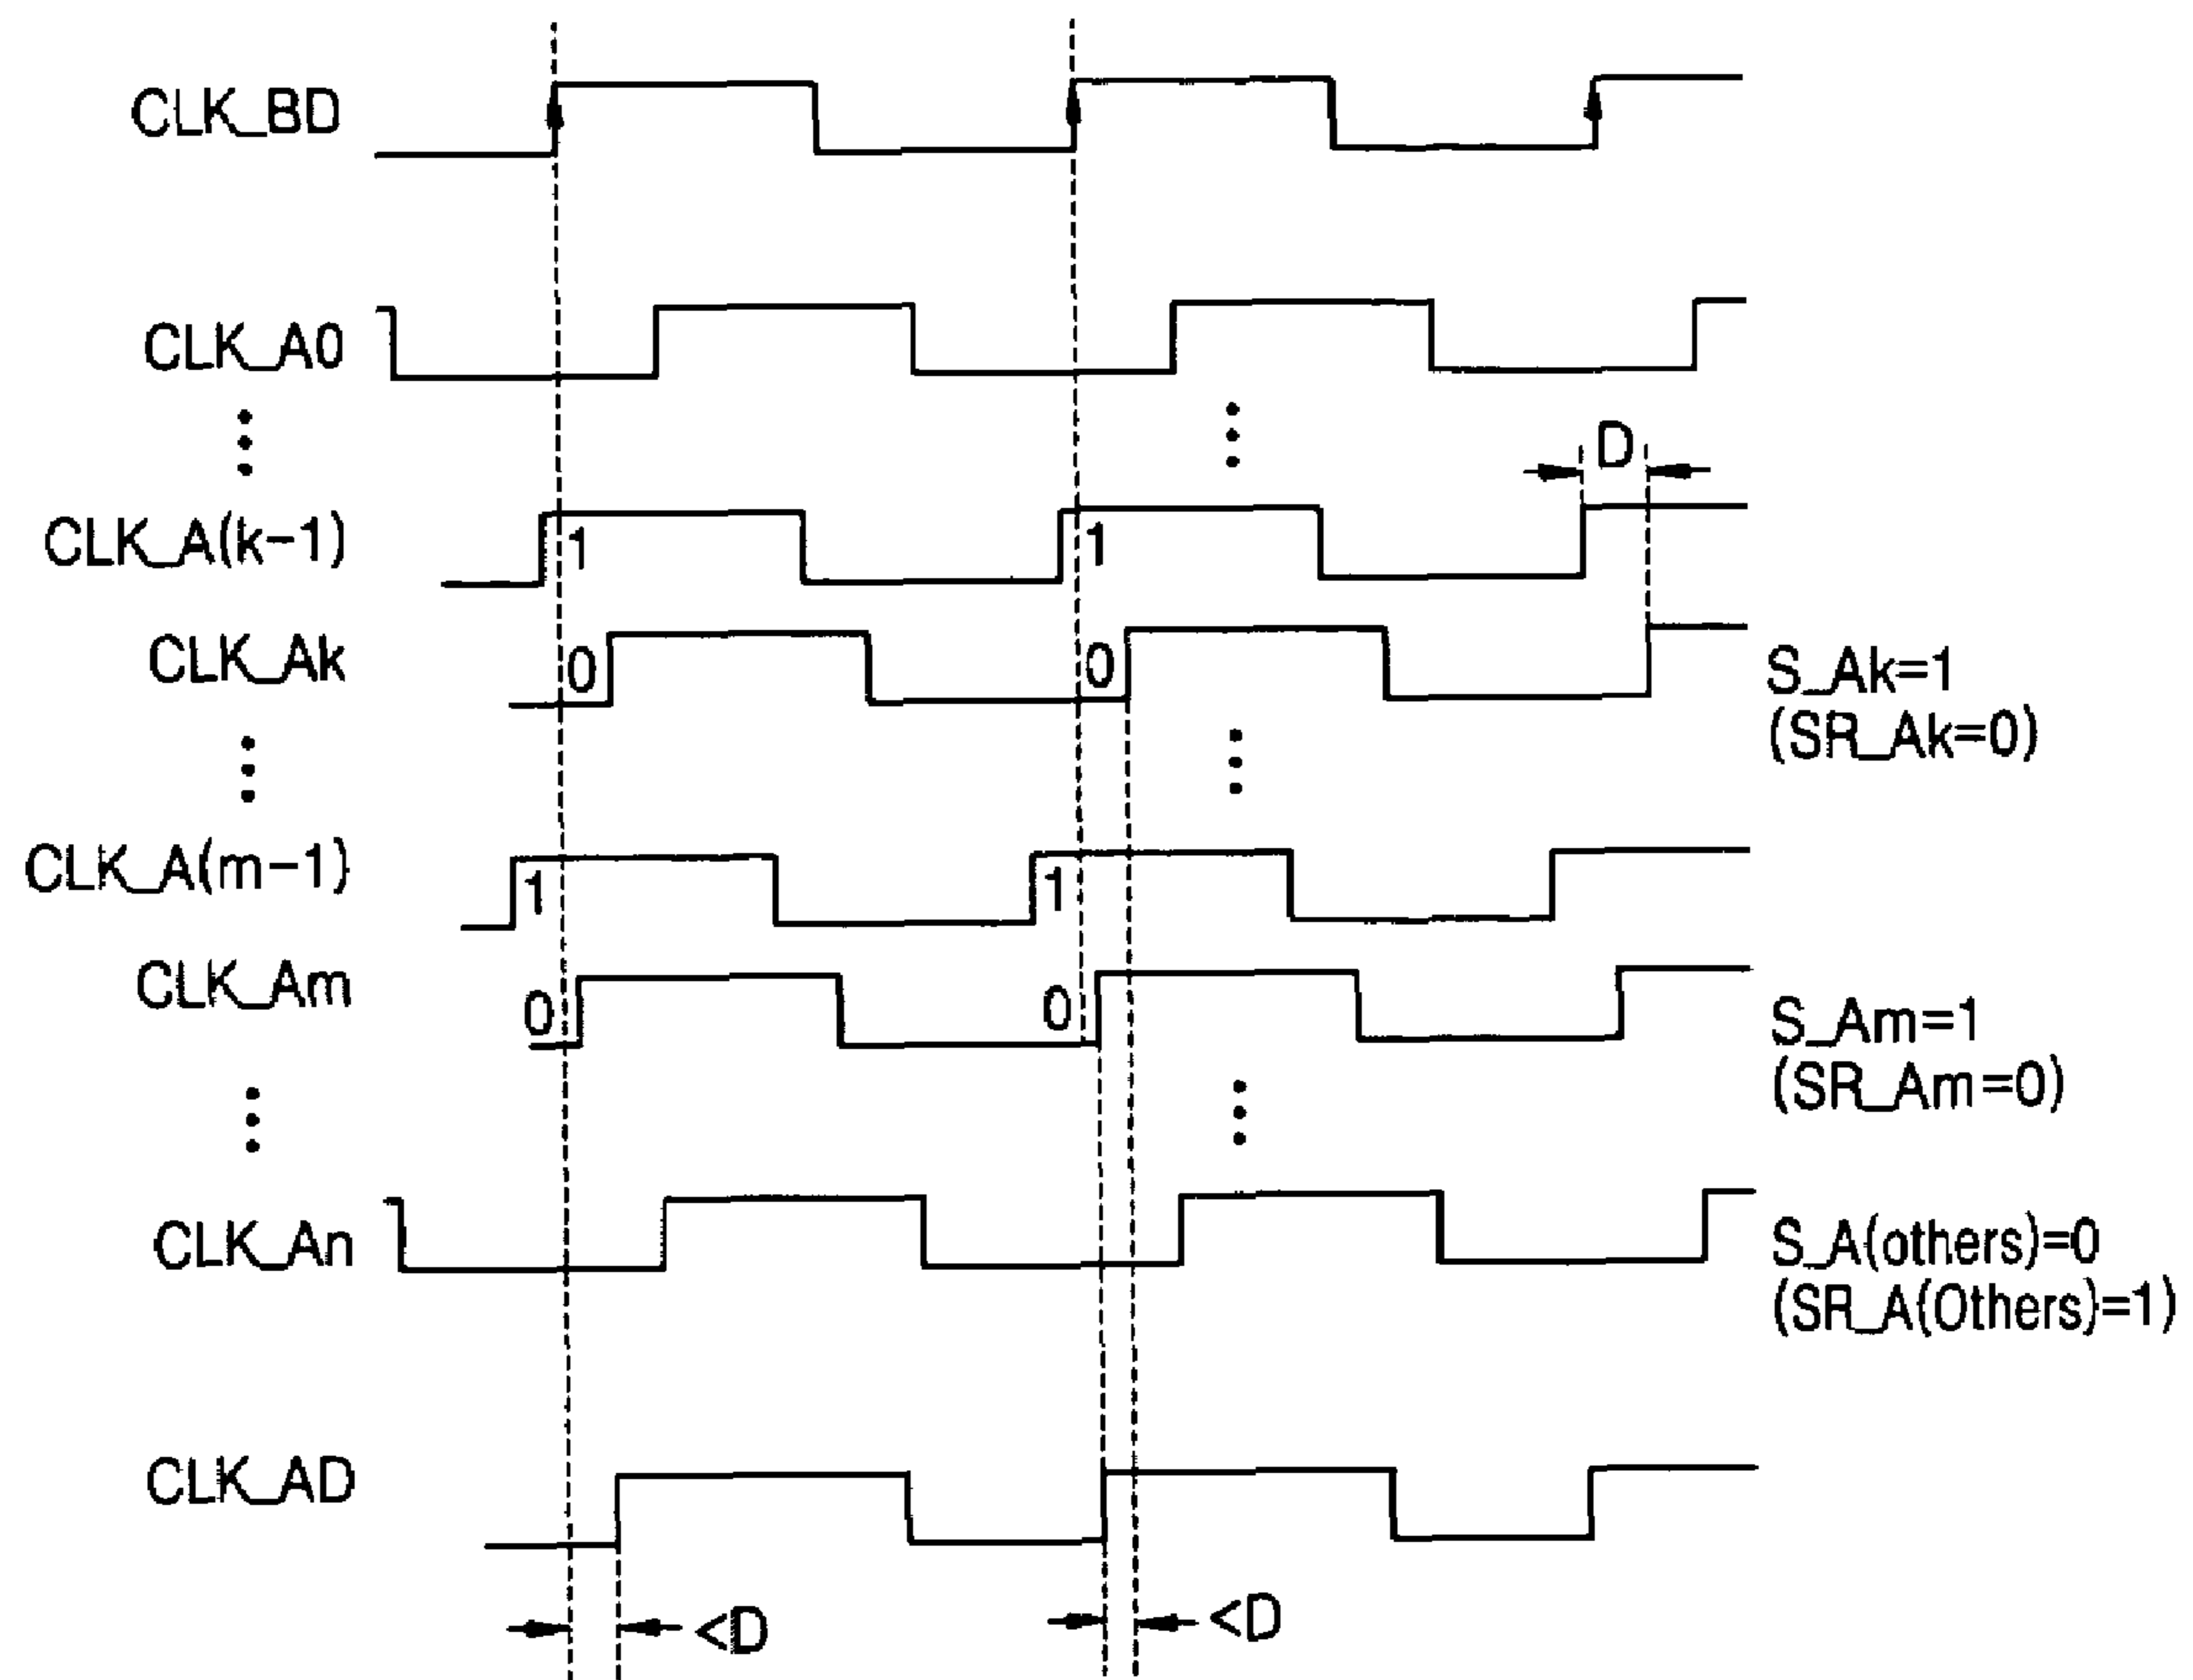 CLK_BD
CLK_A0
D
CLK_A(k-1)
1
1
CLK_Ak
0
0
S_Ak=1
(SR_Ak=0)
CLK_A(m-1)
1
1
CLK_Am
0
0
S_Am=1
(SR_Am=0)
CLK_An
S_A(others)=0
(SR_A(Others)=1)
CLK_AD
<D
<D